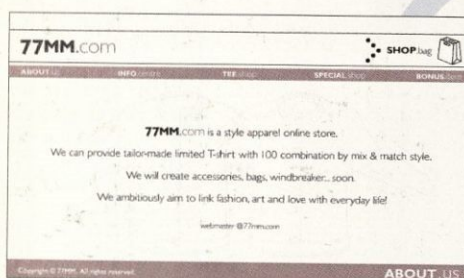 77MM.com
SHOP.bag
ABOUT.us INFO.centre TEE.shop SPECIAL.shop BONUS.item
77MM.com is a style apparel online store.
We can provide tailor-made limited T-shirt with 100 combination by mix & match style.
We will create accessories, bags, windbreaker... soon.
We ambitiously aim to link fashion, art and love with everyday life!
webmaster @77mm.com
Copyright © 77MM. All rights reserved.
ABOUT.US